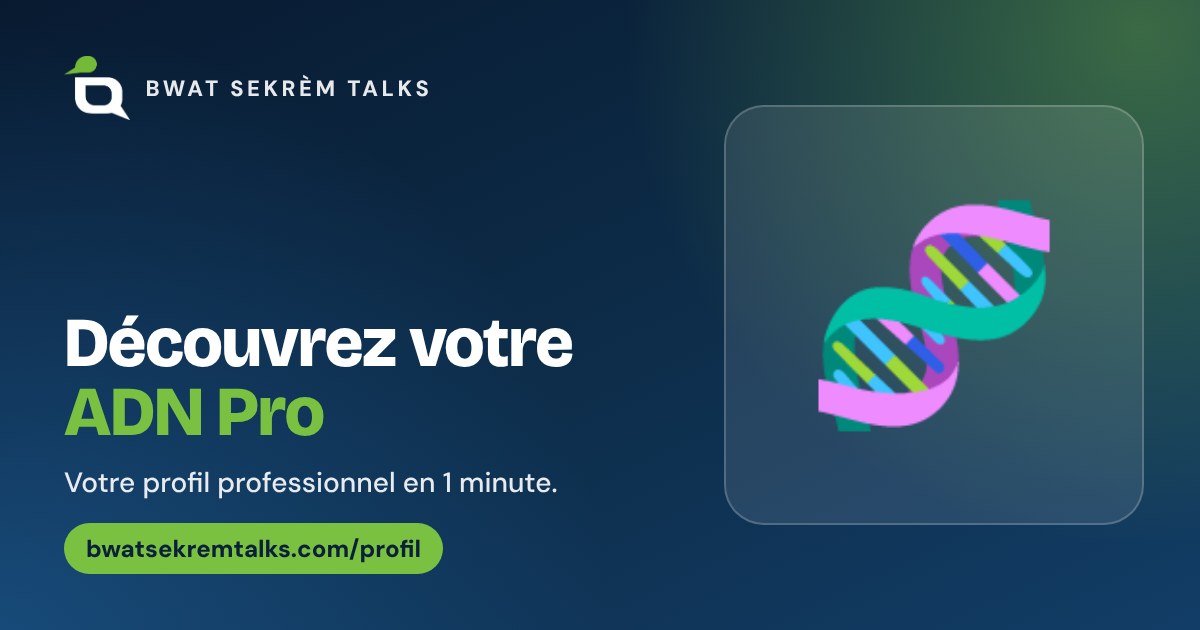 BWAT SEKRÈM TALKS
Découvrez votre
ADN Pro
Votre profil professionnel en 1 minute.
bwatsekremtalks.com/profil